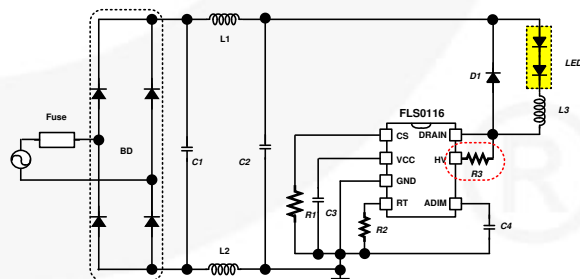 L1
LED
D1
L3
Fuse
BD
C1
C2
FLS0116
CS
DRAIN
VCC
HV
R3
GND
R1
C3
RT
ADIM
R2
C4
L2
R